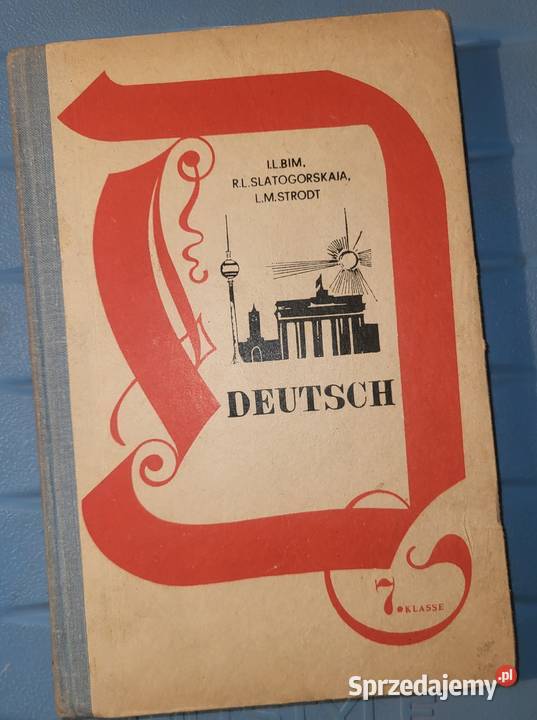 I.L.BIM,
R.L.SLATOGORSKAJA,
L.M.STRODT
DEUTSCH
7.KLASSE
Sprzedajemy.pl